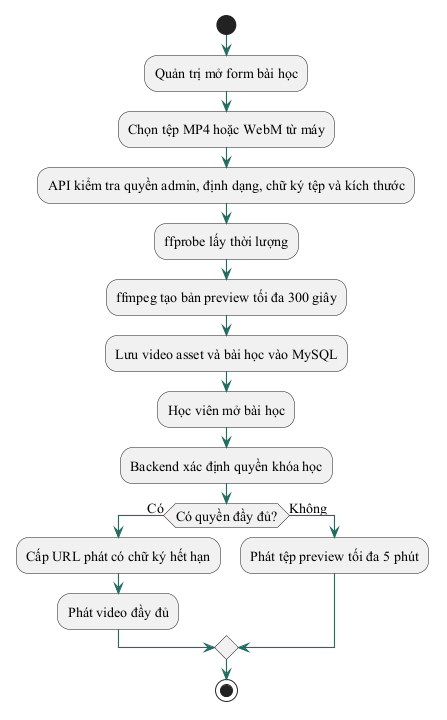 Quản trị mở form bài học
Chọn tệp MP4 hoặc WebM từ máy
API kiểm tra quyền admin, định dạng, chữ ký tệp và kích thước
ffprobe lấy thời lượng
ffmpeg tạo bản preview tối đa 300 giây
Lưu video asset và bài học vào MySQL
Học viên mở bài học
Backend xác định quyền khóa học
Có
Có quyền đầy đủ?
Không
Cấp URL phát có chữ ký hết hạn
Phát tệp preview tối đa 5 phút
Phát video đầy đủ